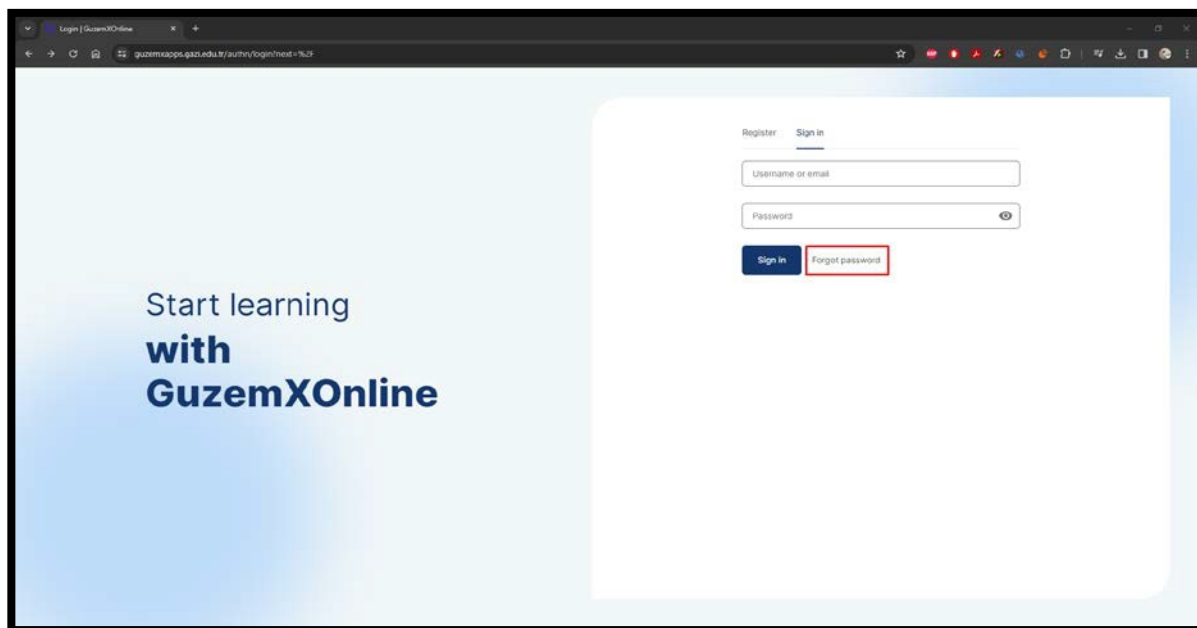 Login | GuzemXOnline
guzemxapps.gazi.edu.tr/authn/login?next=%2F
Register Sign in
Username or email
Password
Sign in Forgot password
Start learning
with
GuzemXOnline